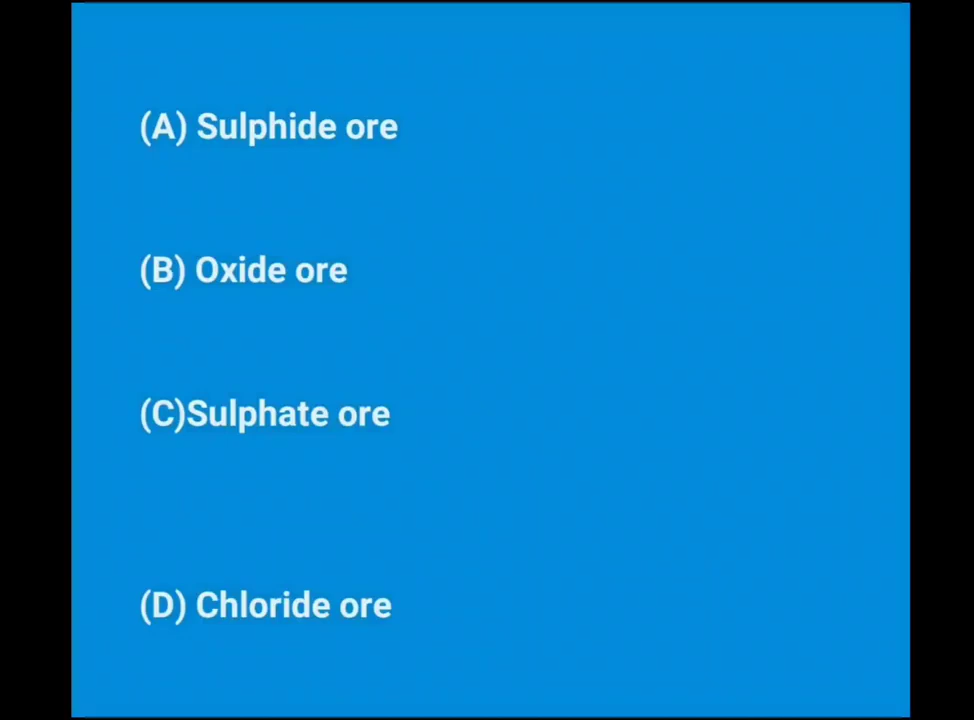 (A) Sulphide ore
(B) Oxide ore
(C)Sulphate ore
(D) Chloride ore